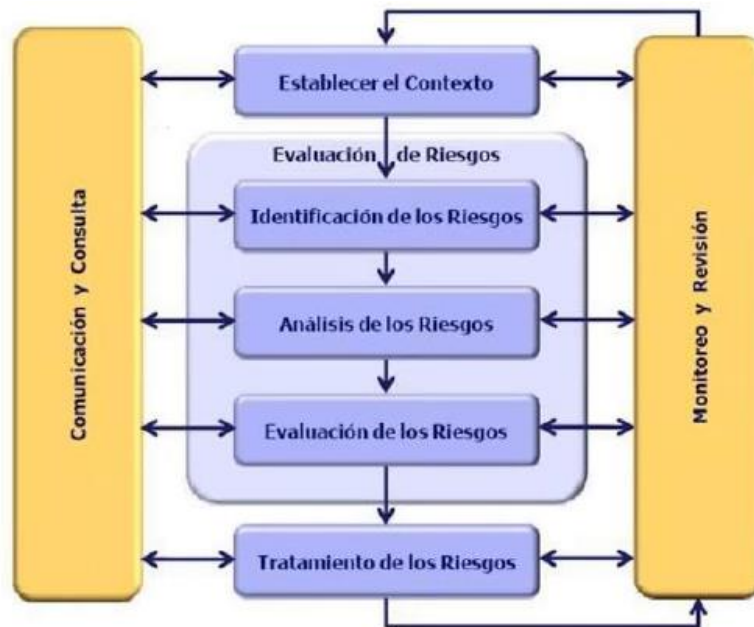 Establecer el Contexto
Evaluación de Riesgos
Identificación de los Riesgos
Análisis de los Riesgos
Evaluación de los Riesgos
Tratamiento de los Riesgos
Comunicación y Consulta
Monitoreo y Revisión